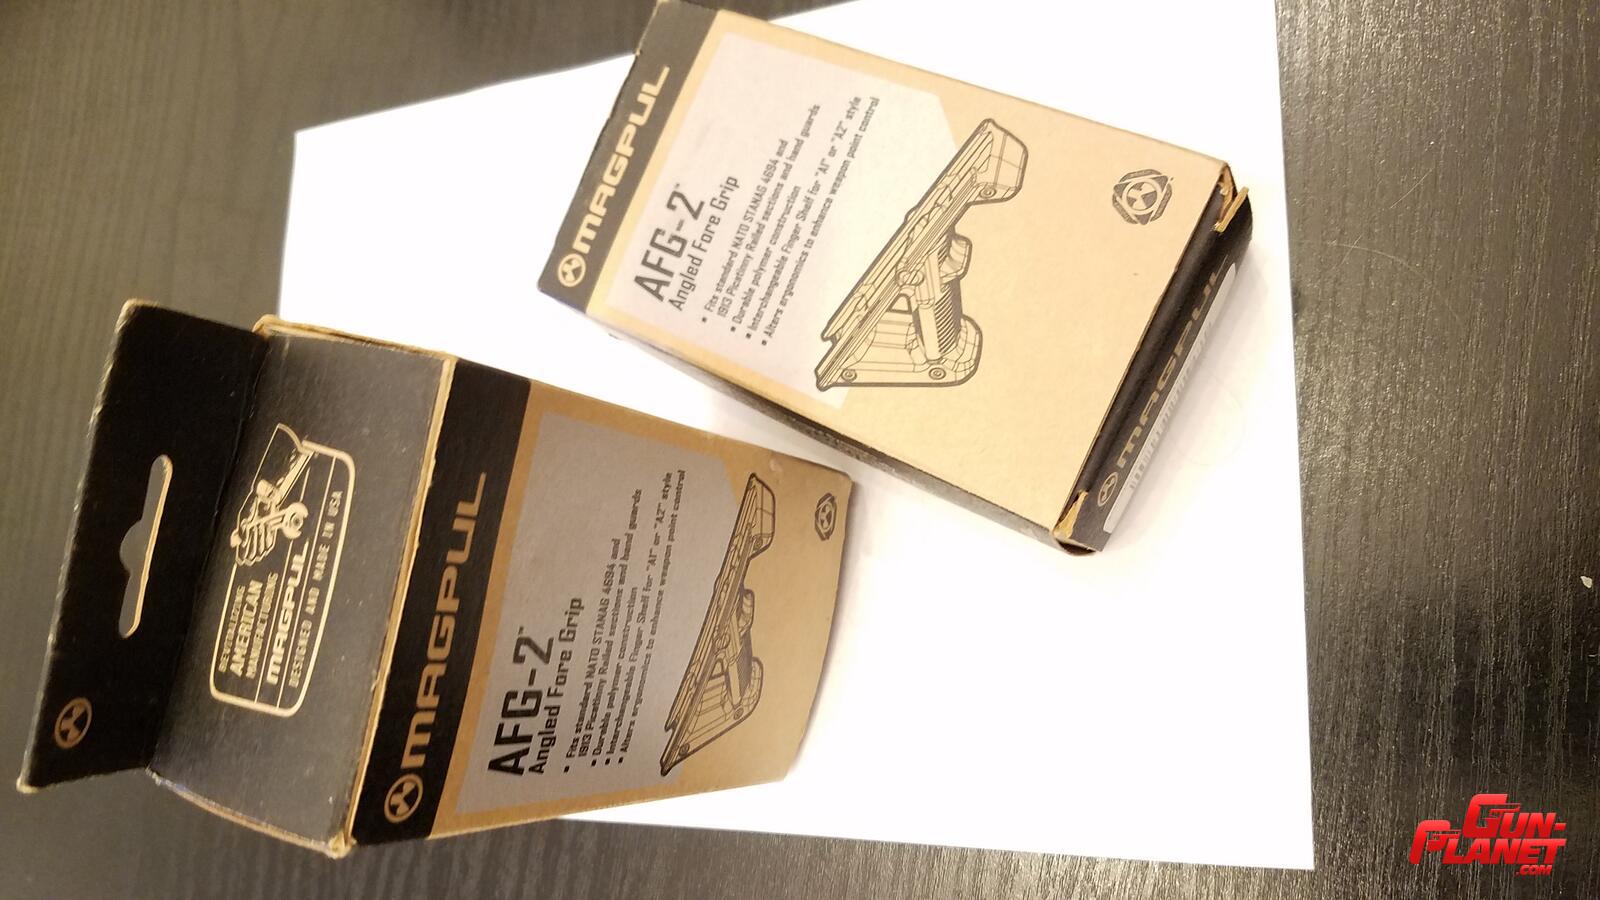 MAGPUL
AFG-2™
Angled Fore Grip
• Fits standard NATO STANAG 4694 and
1913 Picatinny Railed sections and hand guards
• Durable polymer construction
• Interchangeable Finger Shelf for "A1" or "A2" style
• Alters ergonomics to enhance weapon point control
MAGPUL
REVITALIZING
AMERICAN
MANUFACTURING
MAGPUL
DESIGNED AND MADE IN USA
MAGPUL
AFG-2™
Angled Fore Grip
• Fits standard NATO STANAG 4694 and
1913 Picatinny Railed sections and hand guards
• Durable polymer construction
• Interchangeable Finger Shelf for "A1" or "A2" style
• Alters ergonomics to enhance weapon point control
GUN-
PLANET
.COM